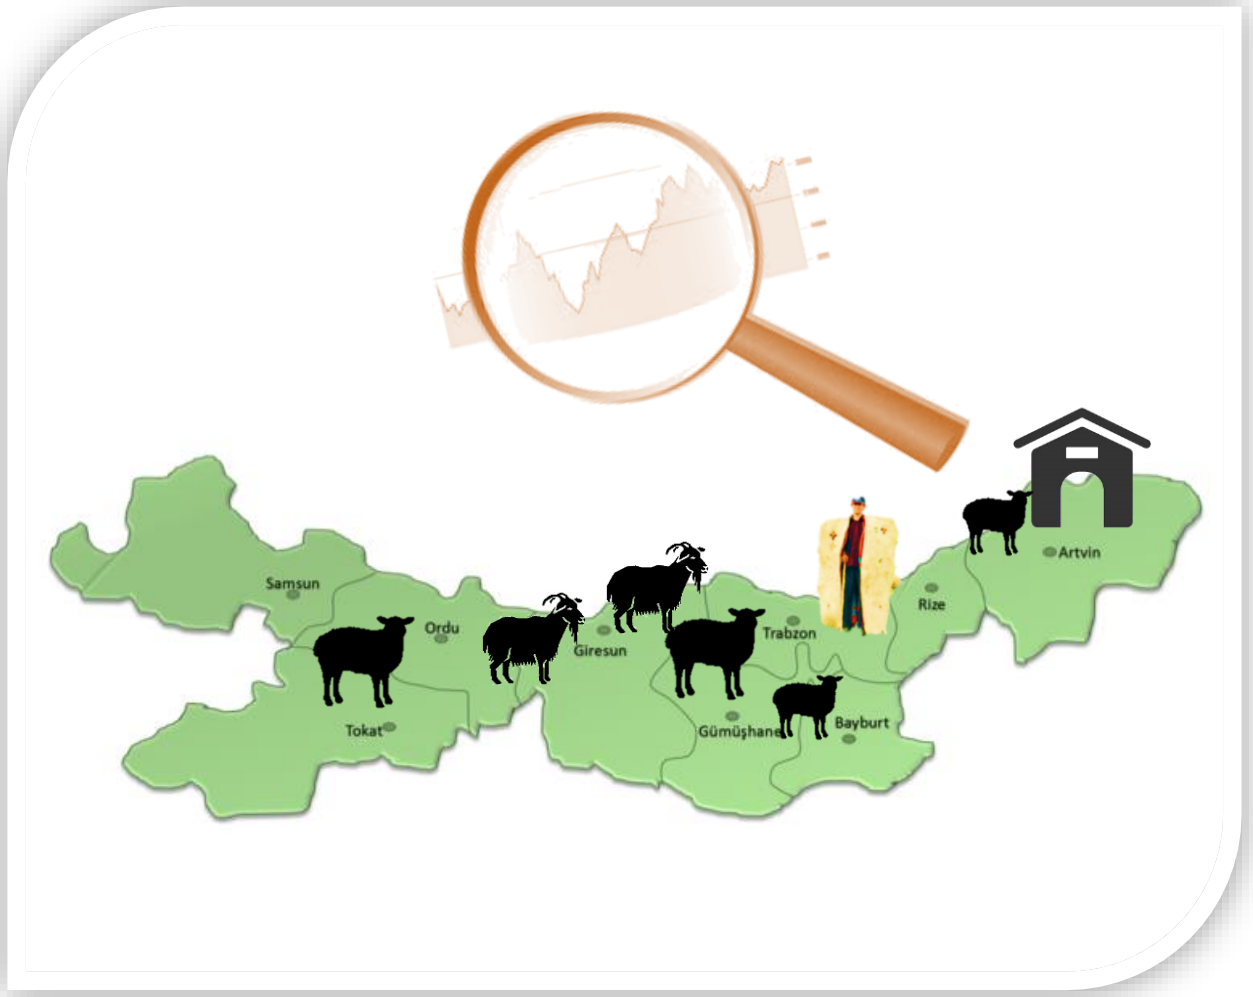 Samsun
Ordu
Giresun
Trabzon
Rize
Artvin
Tokat
Gümüşhane
Bayburt